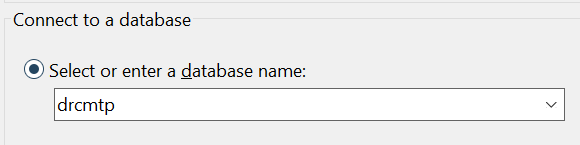 Connect to a database
Select or enter a database name:
drcmtp